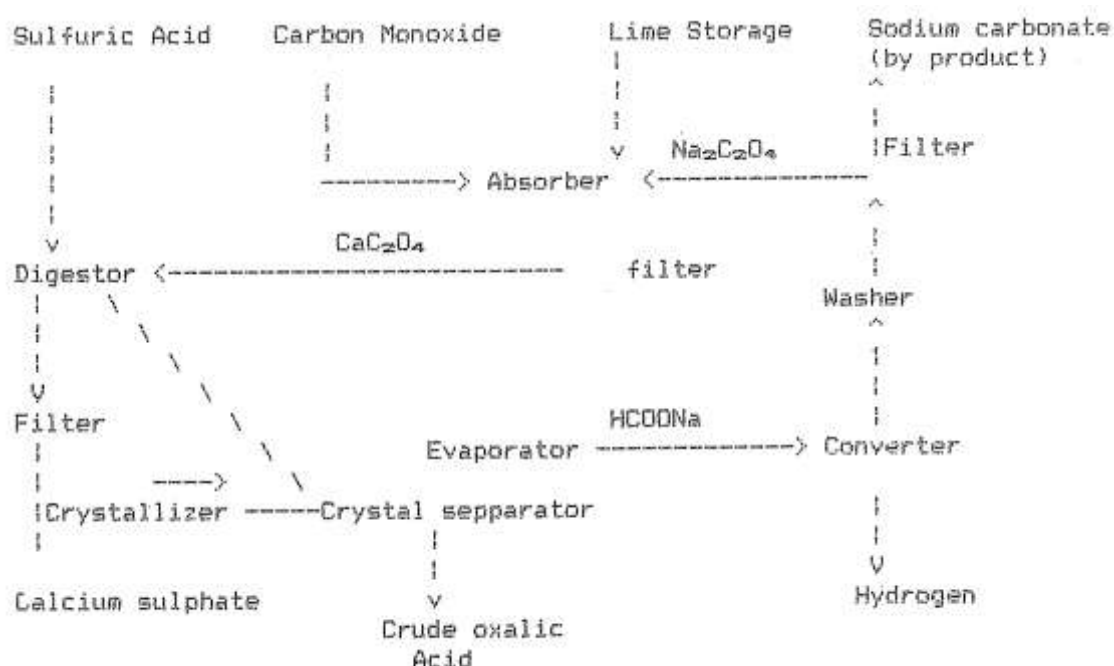 Sulfuric Acid Carbon Monoxide Lime Storage Sodium carbonate
(by product)
Na₂C₂O₄ Filter
Absorber
CaC₂O₄
Digestor filter
Washer
Filter HCOONa
Evaporator Converter
Crystallizer Crystal sepparator
Calcium sulphate Hydrogen
Crude oxalic
Acid